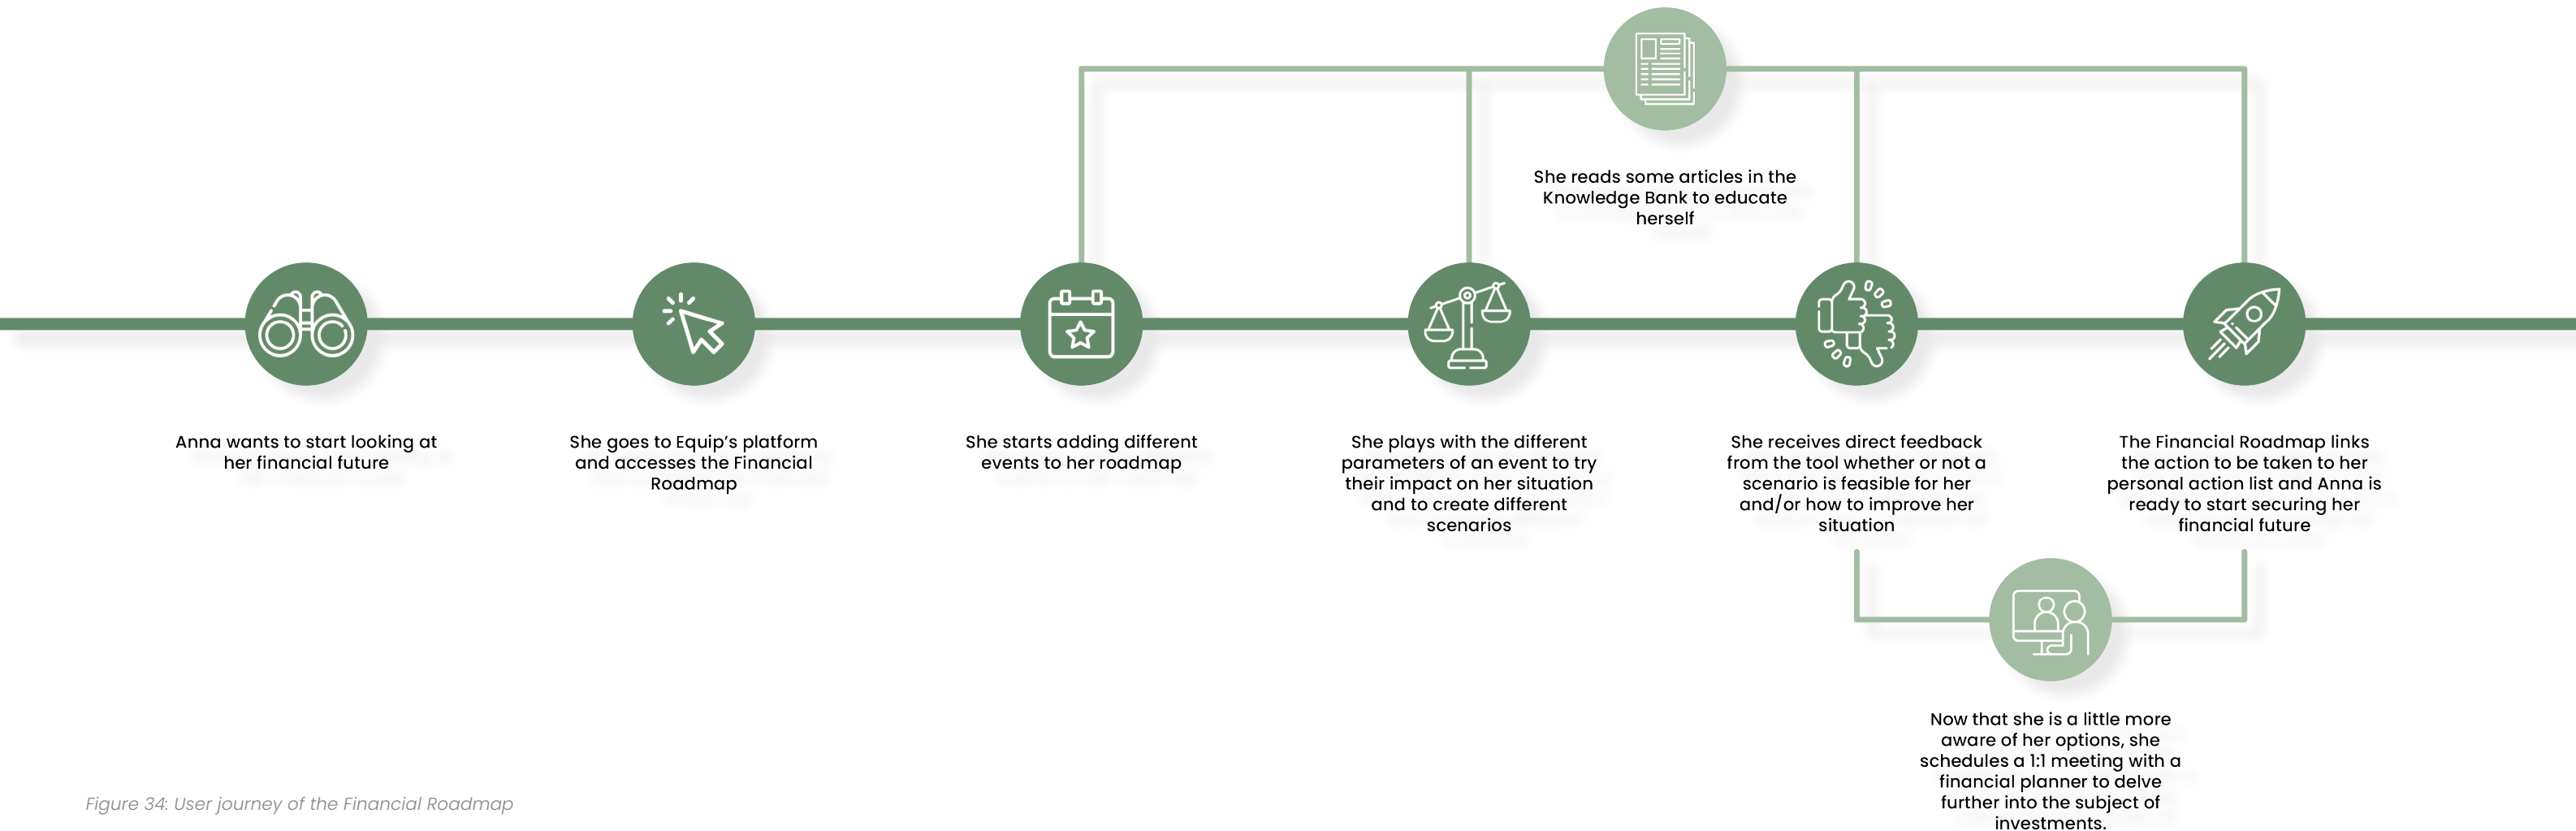 She reads some articles in the
Knowledge Bank to educate
herself
Anna wants to start looking at
her financial future
She goes to Equip's platform
and accesses the Financial
Roadmap
She starts adding different
events to her roadmap
She plays with the different
parameters of an event to try
their impact on her situation
and to create different
scenarios
She receives direct feedback
from the tool whether or not a
scenario is feasible for her
and/or how to improve her
situation
The Financial Roadmap links
the action to be taken to her
personal action list and Anna is
ready to start securing her
financial future
Now that she is a little more
aware of her options, she
schedules a 1:1 meeting with a
financial planner to delve
further into the subject of
investments.
Figure 34: User journey of the Financial Roadmap